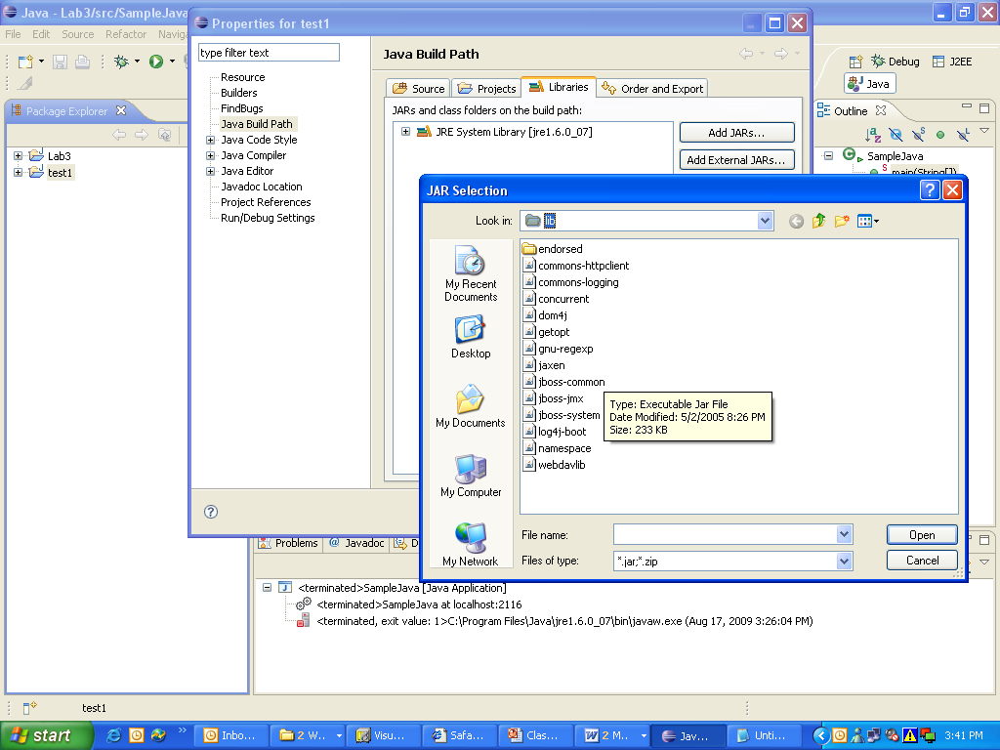 Java - Lab3/src/SampleJava
File Edit Source Refactor Naviga
Properties for test1
type filter text
Resource
Builders
FindBugs
Java Build Path
Java Code Style
Java Compiler
Java Editor
Javadoc Location
Project References
Run/Debug Settings
Java Build Path
Source Projects Libraries Order and Export
JARs and class folders on the build path:
JRE System Library [jre1.6.0_07]
Add JARs...
Add External JARs...
Debug J2EE
Java
Package Explorer
Lab3
test1
Outline
SampleJava
main(String[])
JAR Selection
Look in: lib
My Recent
Documents
Desktop
My Documents
My Computer
My Network
endorsed
commons-httpclient
commons-logging
concurrent
dom4j
getopt
gnu-regexp
jaxen
jboss-common
jboss-jmx
jboss-system
log4j-boot
namespace
webdavlib
Type: Executable Jar File
Date Modified: 5/2/2005 8:26 PM
Size: 233 KB
File name:
Open
Files of type: *.jar;*.zip
Cancel
Problems @ Javadoc D
<terminated>SampleJava [Java Application]
<terminated>SampleJava at localhost:2116
<terminated, exit value: 1>C:\Program Files\Java\jre1.6.0_07\bin\javaw.exe (Aug 17, 2009 3:26:04 PM)
test1
start
Inbo...
2 W...
Visu...
Safa...
Clas...
2 M...
Jav...
Unti...
3:41 PM